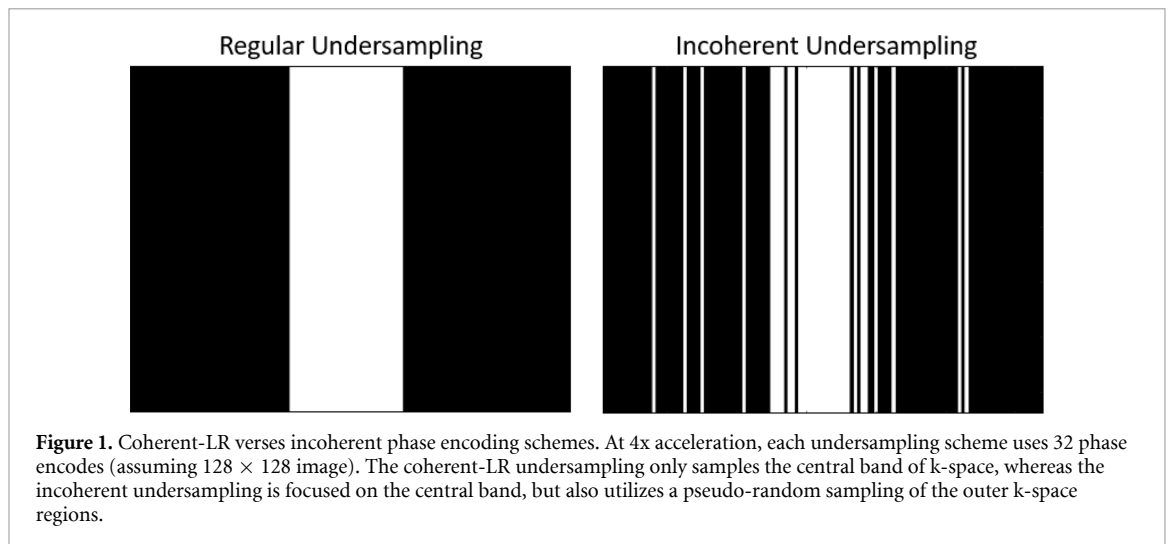 Regular Undersampling
Incoherent Undersampling
Figure 1. Coherent-LR verses incoherent phase encoding schemes. At 4x acceleration, each undersampling scheme uses 32 phase
encodes (assuming 128 × 128 image). The coherent-LR undersampling only samples the central band of k-space, whereas the
incoherent undersampling is focused on the central band, but also utilizes a pseudo-random sampling of the outer k-space
regions.